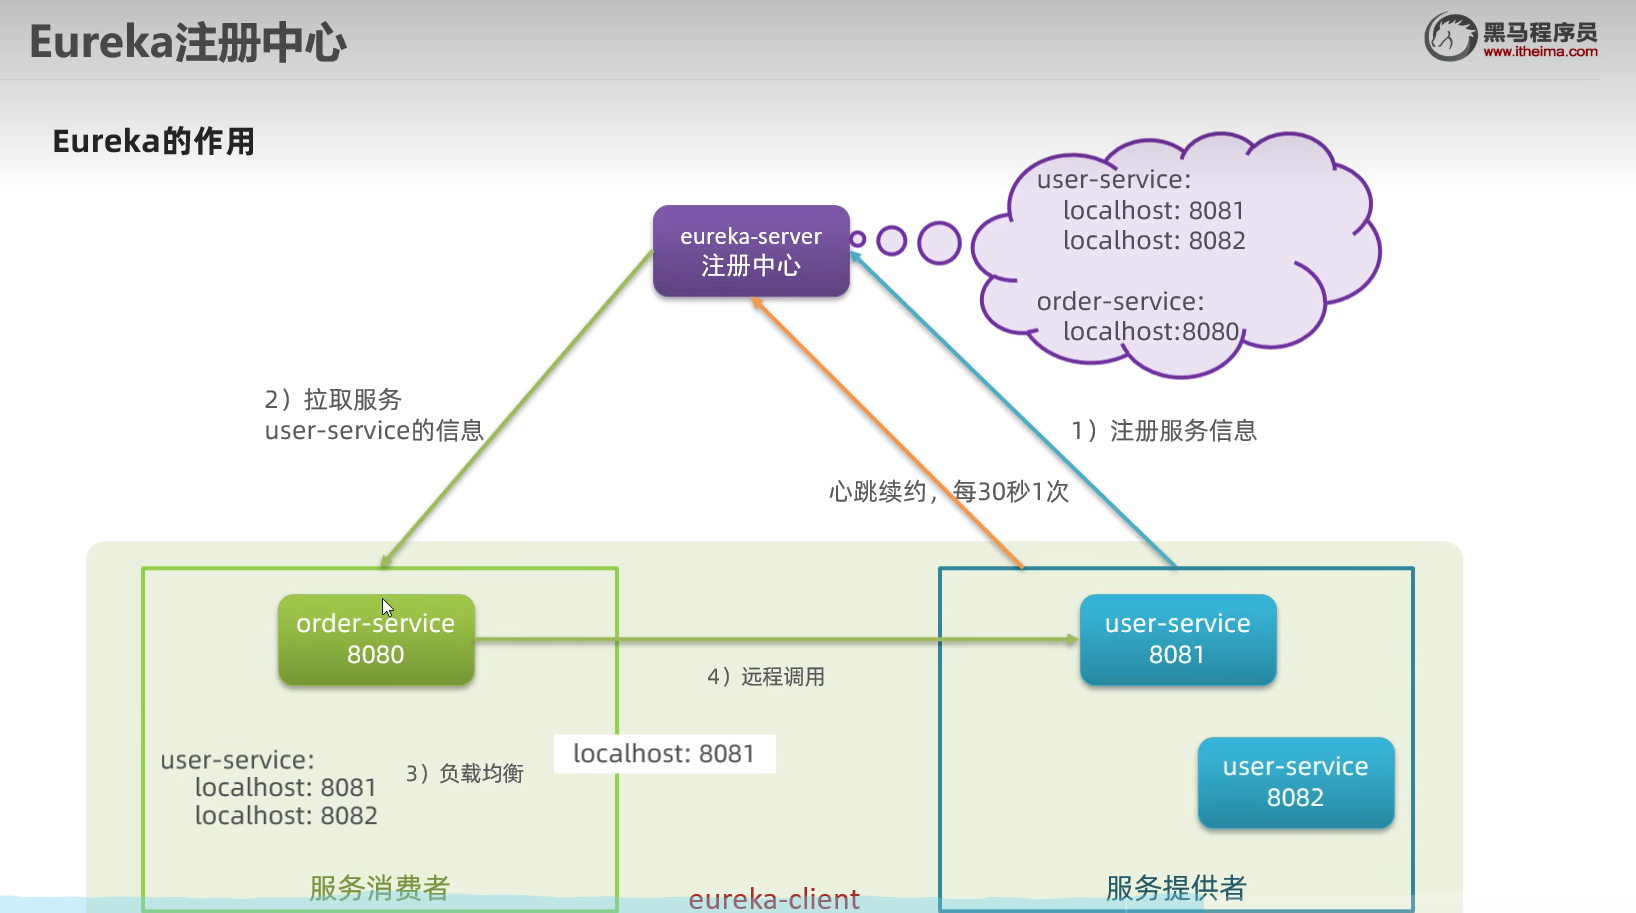 Eureka注册中心
黑马程序员
www.itheima.com
Eureka的作用
user-service:
localhost: 8081
localhost: 8082
order-service:
localhost:8080
eureka-server
注册中心
2）拉取服务
user-service的信息
1）注册服务信息
心跳续约，每30秒1次
order-service
8080
user-service
8081
4）远程调用
user-service:
localhost: 8081
localhost: 8082
3）负载均衡
localhost: 8081
user-service
8082
服务消费者
eureka-client
服务提供者